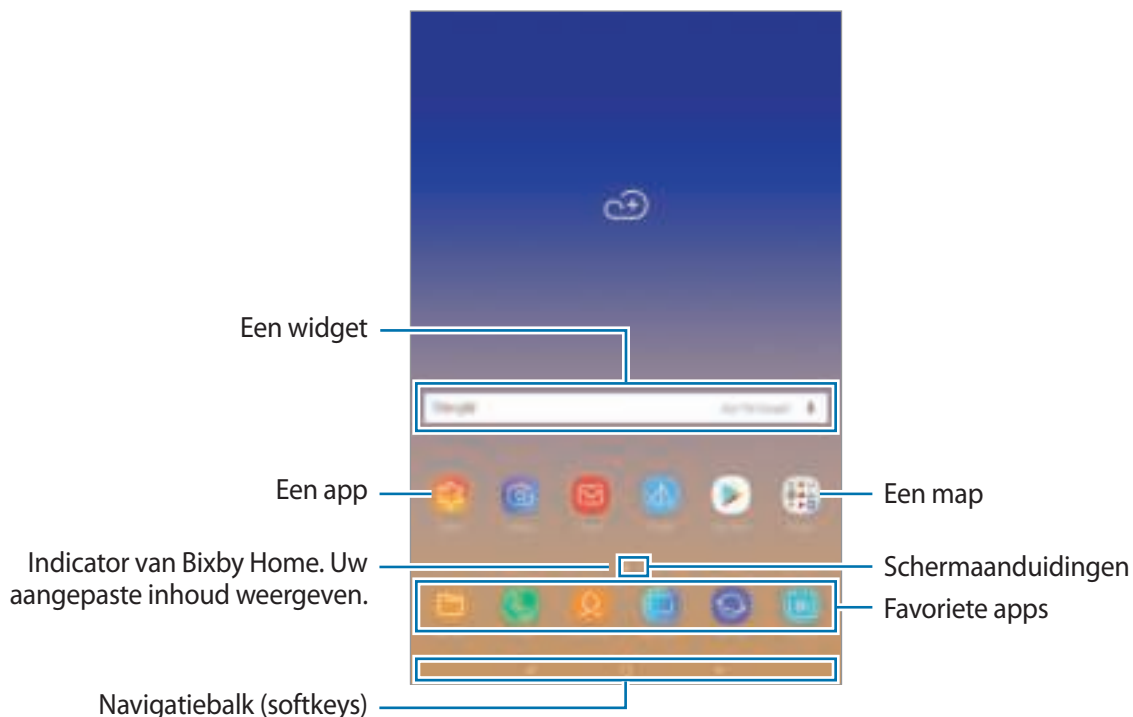 Een widget
Een app
Een map
Indicator van Bixby Home. Uw
aangepaste inhoud weergeven.
Schermaanduidingen
Favoriete apps
Navigatiebalk (softkeys)